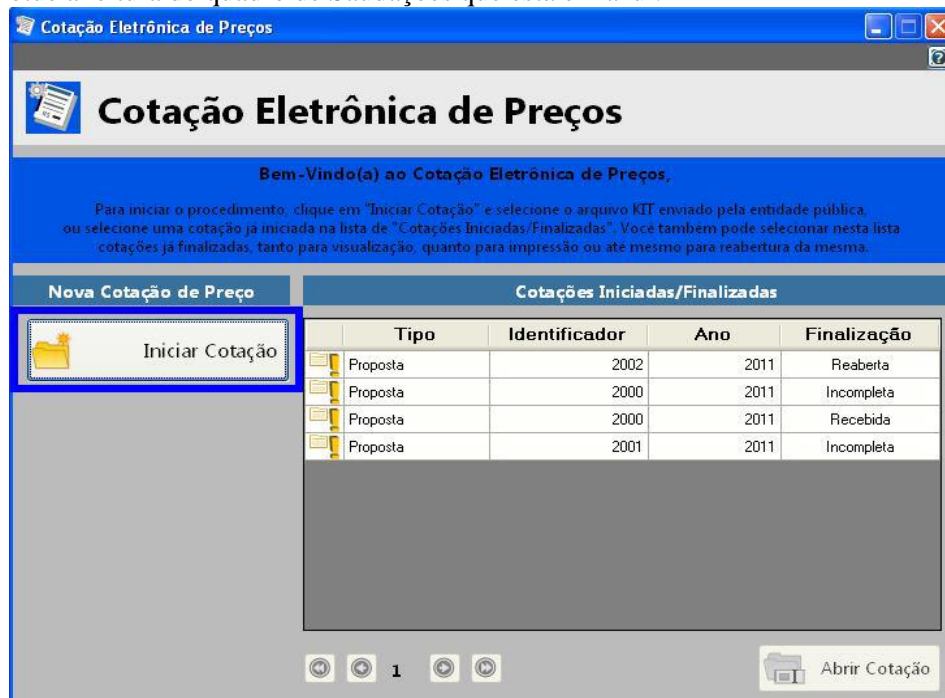 Cotação Eletrônica de Preços
Cotação Eletrônica de Preços
Bem-Vindo(a) ao Cotação Eletrônica de Preços,
Para iniciar o procedimento, clique em "Iniciar Cotação" e selecione o arquivo KIT enviado pela entidade pública,
ou selecione uma cotação já iniciada na lista de "Cotações Iniciadas/Finalizadas". Você também pode selecionar nesta lista
cotações já finalizadas, tanto para visualização, quanto para impressão ou até mesmo para reabertura da mesma.
Nova Cotação de Preço
Cotações Iniciadas/Finalizadas
Iniciar Cotação
Tipo Identificador Ano Finalização
Proposta 2002 2011 Reaberta
Proposta 2000 2011 Incompleta
Proposta 2000 2011 Recebida
Proposta 2001 2011 Incompleta
1
Abrir Cotação